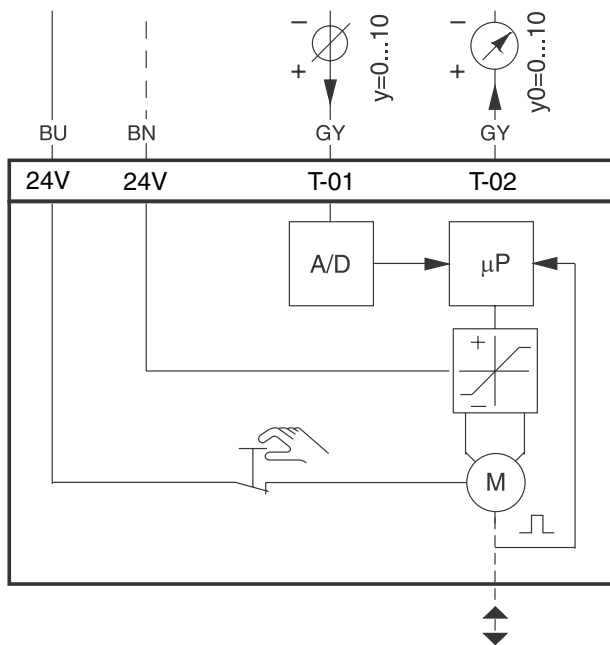 − −
+ +
y=0...10
y0=0...10
BU BN GY GY
24V 24V T-01 T-02
A/D µP
+
−
M